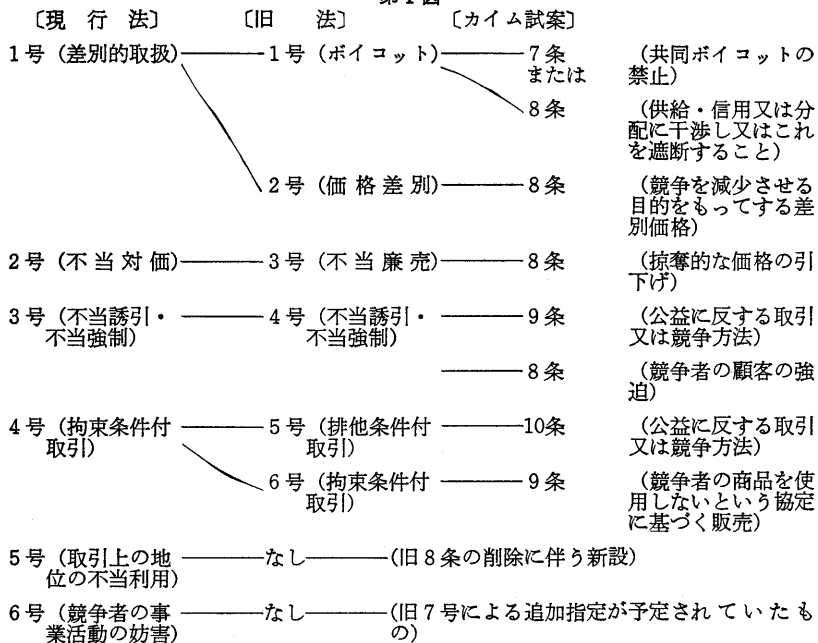 〔現行法〕 〔旧法〕 〔カイム試案〕
1号(差別的取扱) 1号(ボイコット) 7条 (共同ボイコットの
または 禁止)
8条 (供給・信用又は分
配に干渉し又はこれ
を遮断すること)
2号(価格差別) 8条 (競争を減少させる
目的をもってする差
別価格)
2号(不当対価) 3号(不当廉売) 8条 (掠奪的な価格の引
下げ)
3号(不当誘引・ 4号(不当誘引・ 9条 (公益に反する取引
不当強制) 不当強制) 又は競争方法)
8条 (競争者の顧客の強
迫)
4号(拘束条件付 5号(排他条件付 10条 (公益に反する取引
取引) 取引) 又は競争方法)
6号(拘束条件付 9条 (競争者の商品を使
取引) 用しないという協定
に基づく販売)
5号(取引上の地 なし (旧8条の削除に伴う新設)
位の不当利用)
6号(競争者の事 なし (旧7号による追加指定が予定されていたも
業活動の妨害) の)